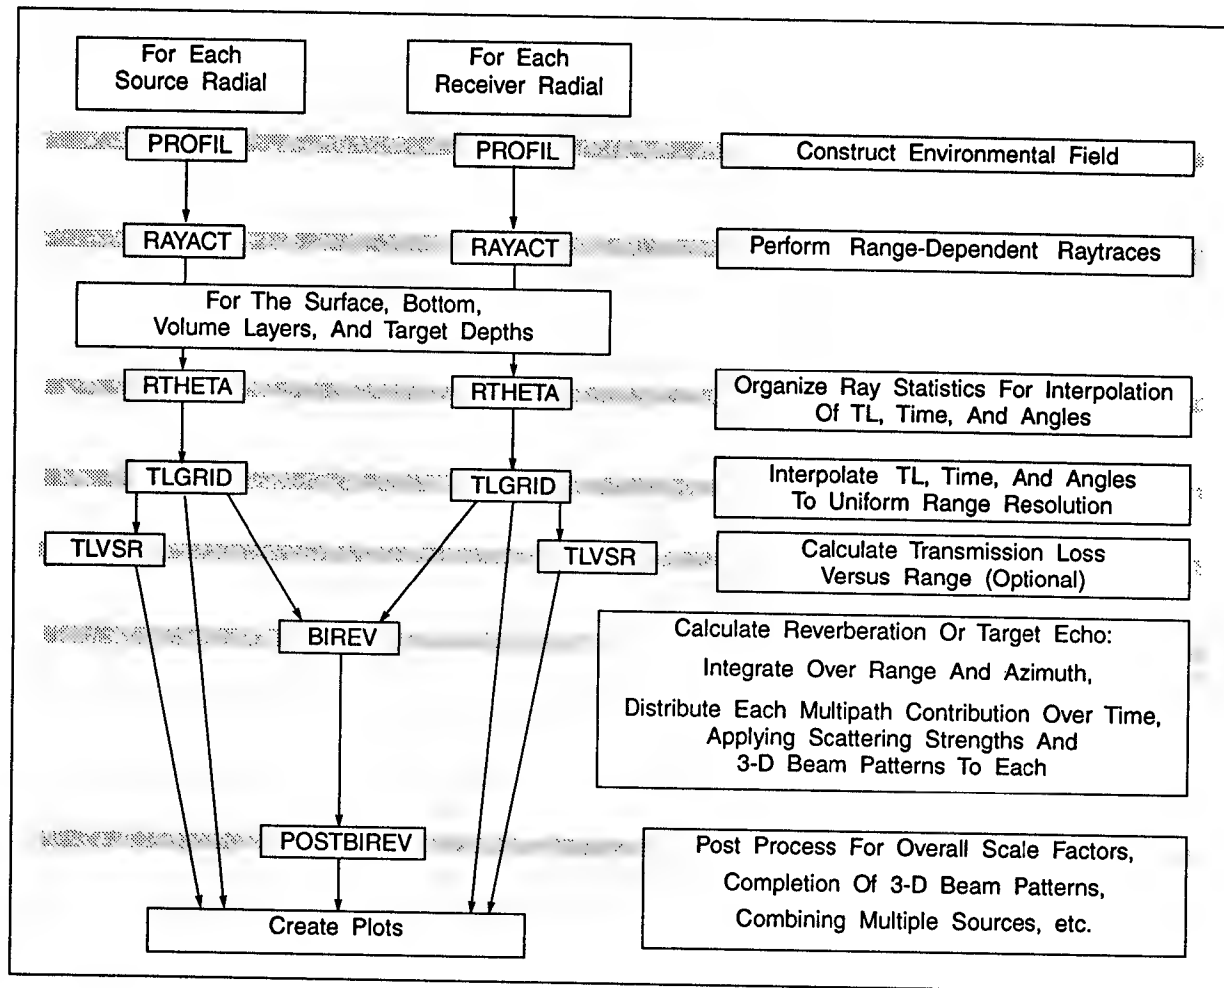 For Each
Source Radial
For Each
Receiver Radial
PROFIL
PROFIL
Construct Environmental Field
RAYACT
RAYACT
Perform Range-Dependent Raytraces
For The Surface, Bottom,
Volume Layers, And Target Depths
RTHETA
RTHETA
Organize Ray Statistics For Interpolation
Of TL, Time, And Angles
TLGRID
TLGRID
Interpolate TL, Time, And Angles
To Uniform Range Resolution
TLVSR
TLVSR
Calculate Transmission Loss
Versus Range (Optional)
BIREV
Calculate Reverberation Or Target Echo:
Integrate Over Range And Azimuth,
Distribute Each Multipath Contribution Over Time,
Applying Scattering Strengths And
3-D Beam Patterns To Each
POSTBIREV
Post Process For Overall Scale Factors,
Completion Of 3-D Beam Patterns,
Combining Multiple Sources, etc.
Create Plots